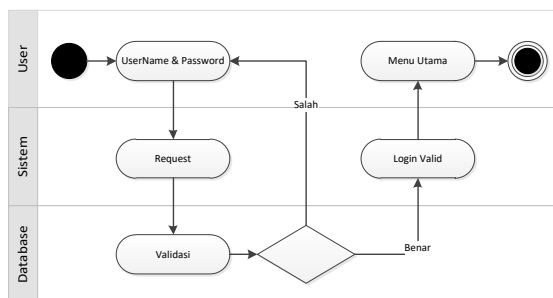 User
UserName & Password
Menu Utama
Salah
Sistem
Request
Login Valid
Database
Validasi
Benar